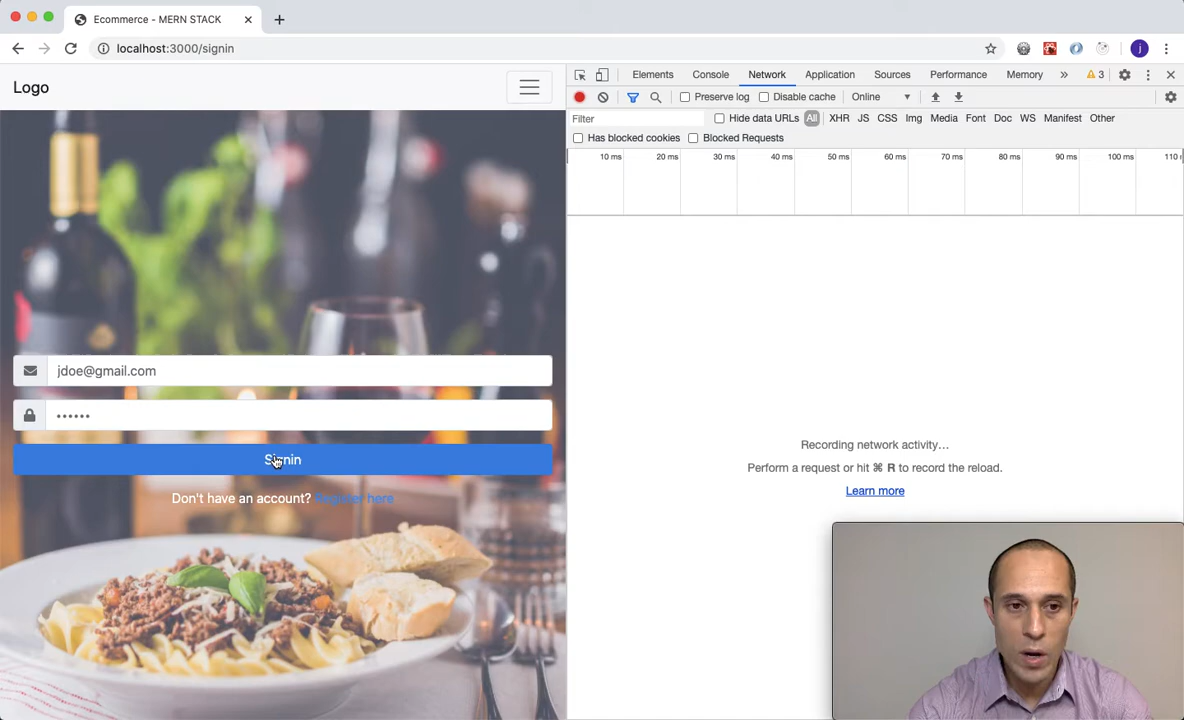 Ecommerce - MERN STACK
localhost:3000/signin
j
Logo
jdoe@gmail.com
••••••
Signin
Don't have an account? Register here
Elements Console Network Application Sources Performance Memory » 3
Preserve log Disable cache Online
Filter Hide data URLs All XHR JS CSS Img Media Font Doc WS Manifest Other
Has blocked cookies Blocked Requests
10 ms 20 ms 30 ms 40 ms 50 ms 60 ms 70 ms 80 ms 90 ms 100 ms 110
Recording network activity…
Perform a request or hit ⌘ R to record the reload.
Learn more